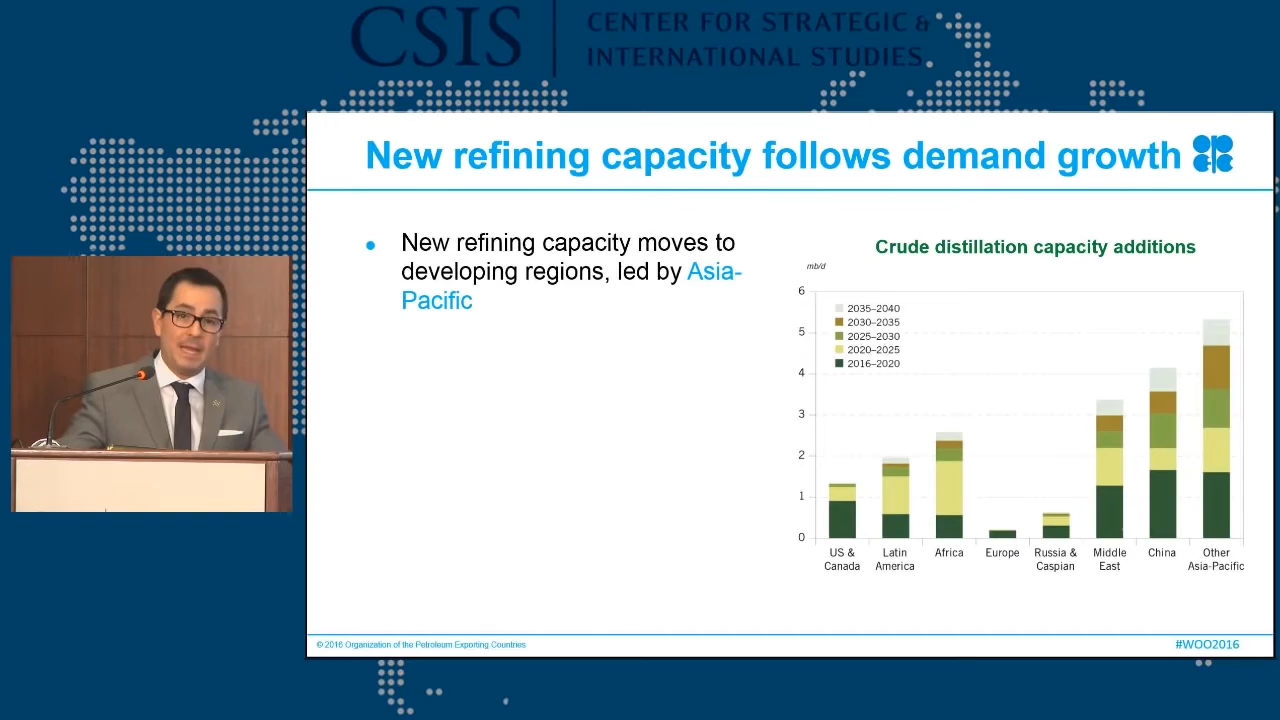 CSIS
CENTER FOR STRATEGIC &
INTERNATIONAL STUDIES
New refining capacity follows demand growth
• New refining capacity moves to
developing regions, led by Asia-
Pacific
Crude distillation capacity additions
mb/d
6
5
4
3
2
1
0
2035–2040
2030–2035
2025–2030
2020–2025
2016–2020
US &
Canada
Latin
America
Africa
Europe
Russia &
Caspian
Middle
East
China
Other
Asia-Pacific
© 2016 Organization of the Petroleum Exporting Countries
#WOO2016